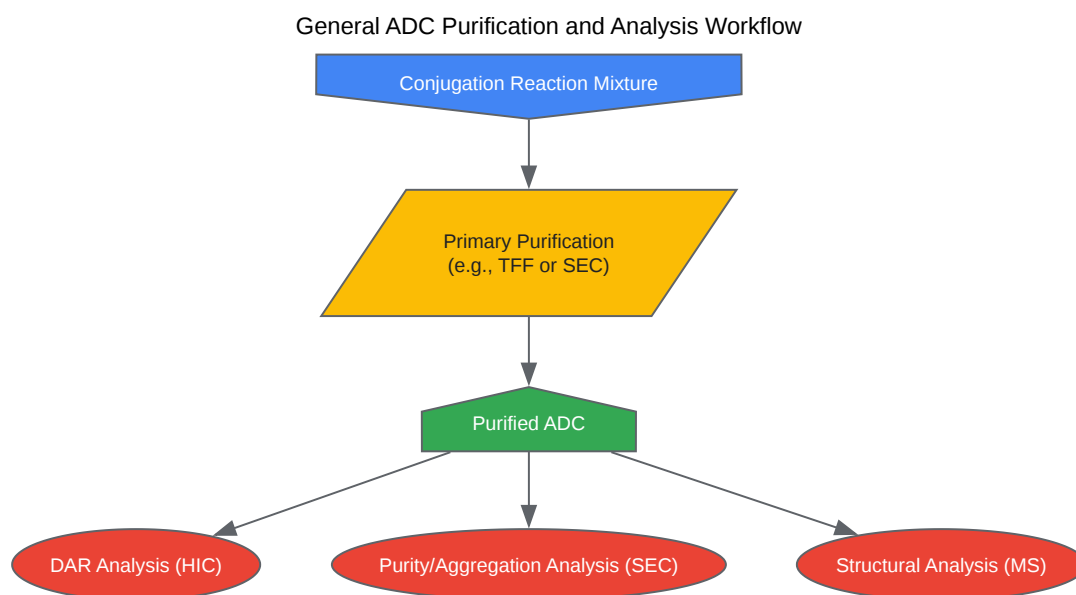 General ADC Purification and Analysis Workflow
Conjugation Reaction Mixture
Primary Purification
(e.g., TFF or SEC)
Purified ADC
DAR Analysis (HIC)
Purity/Aggregation Analysis (SEC)
Structural Analysis (MS)